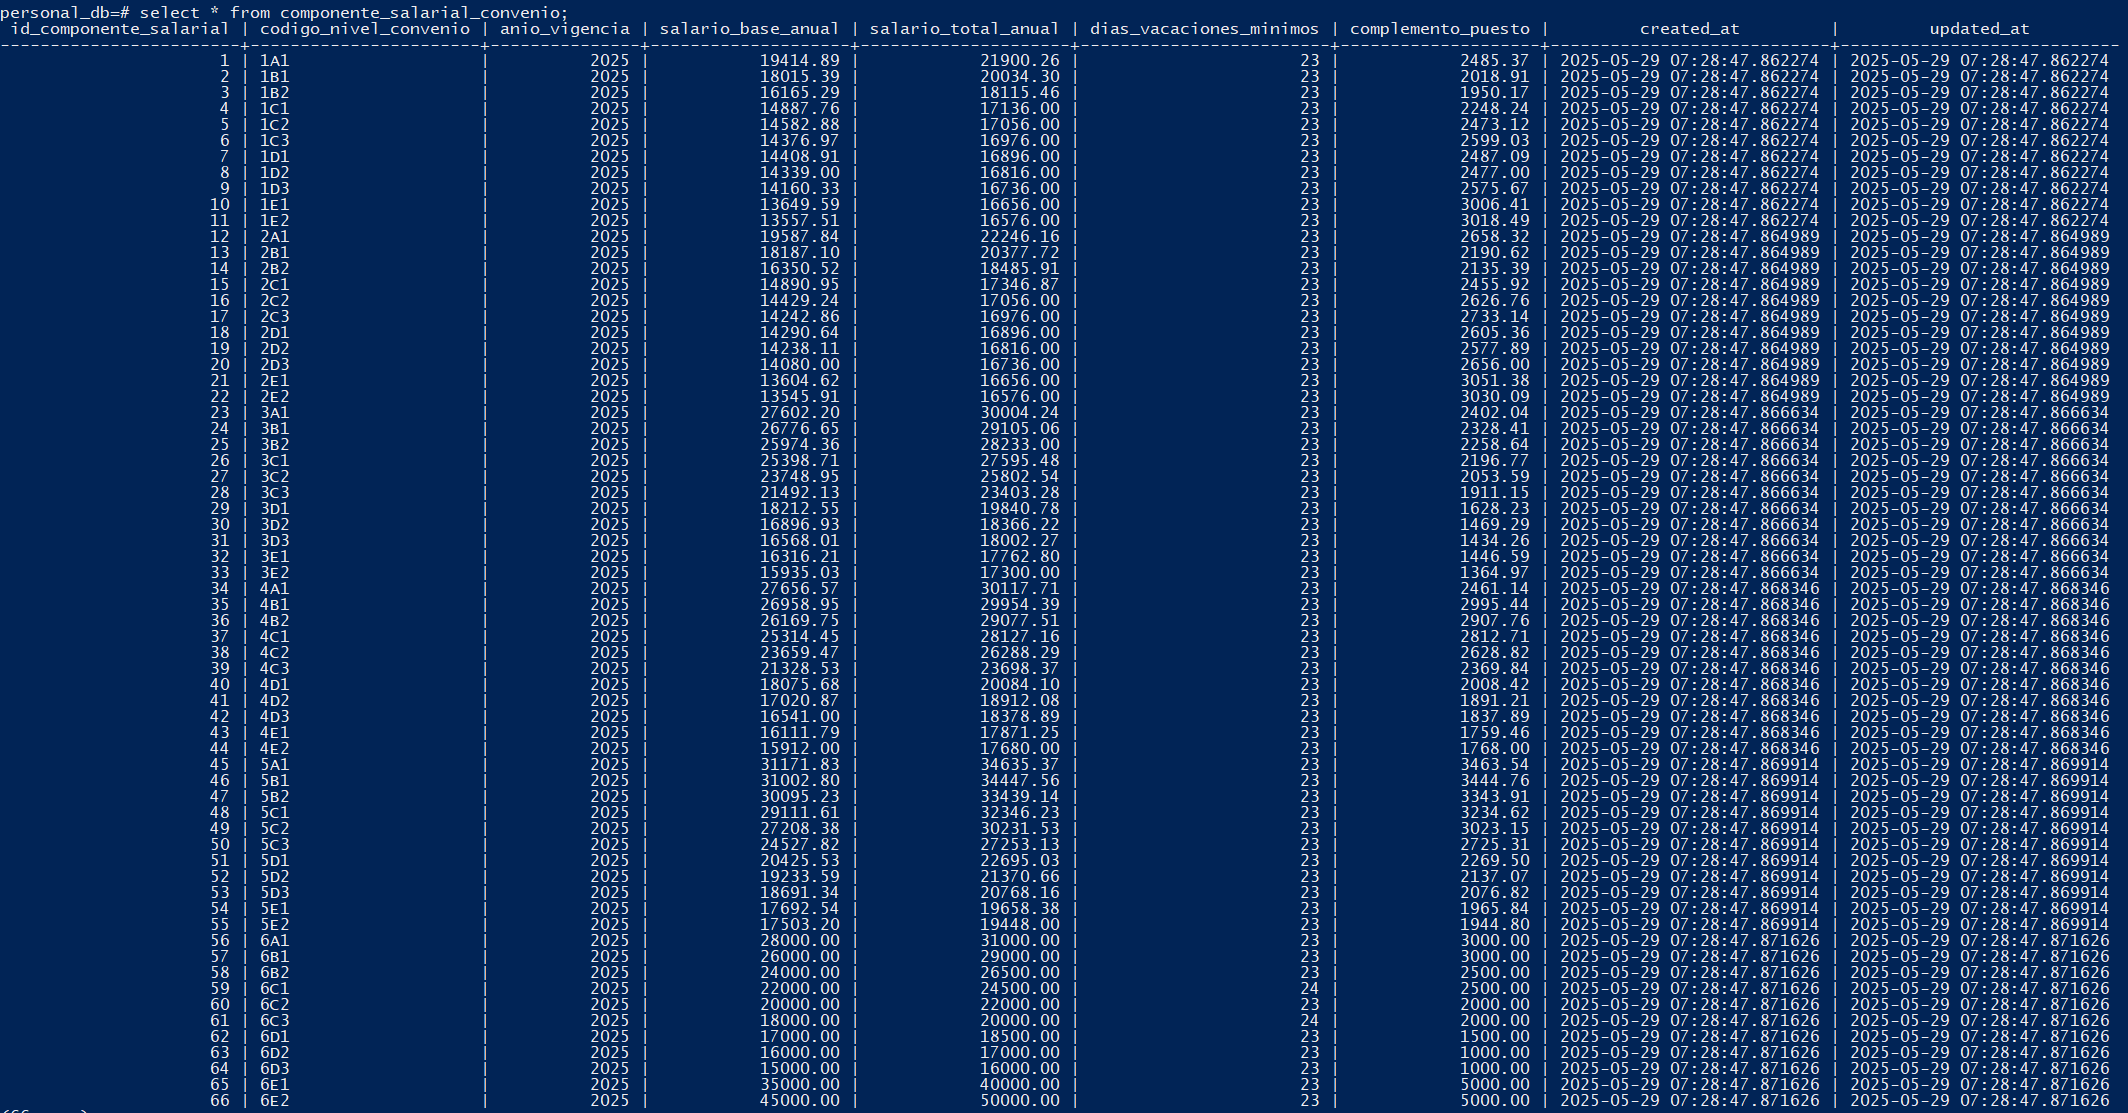 personal_db=# select * from componente_salarial_convenio;
id_componente_salarial | codigo_nivel_convenio | anio_vigencia | salario_base_anual | salario_total_anual | dias_vacaciones_minimos | complemento_puesto | created_at | updated_at
1 | 1A1 | 2025 | 19414.89 | 21900.26 | 23 | 2485.37 | 2025-05-29 07:28:47.862274 | 2025-05-29 07:28:47.862274
2 | 1B1 | 2025 | 18015.39 | 20034.30 | 23 | 2018.91 | 2025-05-29 07:28:47.862274 | 2025-05-29 07:28:47.862274
3 | 1B2 | 2025 | 16165.29 | 18115.46 | 23 | 1950.17 | 2025-05-29 07:28:47.862274 | 2025-05-29 07:28:47.862274
4 | 1C1 | 2025 | 14887.76 | 17136.00 | 23 | 2248.24 | 2025-05-29 07:28:47.862274 | 2025-05-29 07:28:47.862274
5 | 1C2 | 2025 | 14582.88 | 17056.00 | 23 | 2473.12 | 2025-05-29 07:28:47.862274 | 2025-05-29 07:28:47.862274
6 | 1C3 | 2025 | 14376.97 | 16976.00 | 23 | 2599.03 | 2025-05-29 07:28:47.862274 | 2025-05-29 07:28:47.862274
7 | 1D1 | 2025 | 14408.91 | 16896.00 | 23 | 2487.09 | 2025-05-29 07:28:47.862274 | 2025-05-29 07:28:47.862274
8 | 1D2 | 2025 | 14339.00 | 16816.00 | 23 | 2477.00 | 2025-05-29 07:28:47.862274 | 2025-05-29 07:28:47.862274
9 | 1D3 | 2025 | 14160.33 | 16736.00 | 23 | 2575.67 | 2025-05-29 07:28:47.862274 | 2025-05-29 07:28:47.862274
10 | 1E1 | 2025 | 13649.59 | 16656.00 | 23 | 3006.41 | 2025-05-29 07:28:47.862274 | 2025-05-29 07:28:47.862274
11 | 1E2 | 2025 | 13557.51 | 16576.00 | 23 | 3018.49 | 2025-05-29 07:28:47.862274 | 2025-05-29 07:28:47.862274
12 | 2A1 | 2025 | 19587.84 | 22246.16 | 23 | 2658.32 | 2025-05-29 07:28:47.864989 | 2025-05-29 07:28:47.864989
13 | 2B1 | 2025 | 18187.10 | 20377.72 | 23 | 2190.62 | 2025-05-29 07:28:47.864989 | 2025-05-29 07:28:47.864989
14 | 2B2 | 2025 | 16350.52 | 18485.91 | 23 | 2135.39 | 2025-05-29 07:28:47.864989 | 2025-05-29 07:28:47.864989
15 | 2C1 | 2025 | 14890.95 | 17346.87 | 23 | 2455.92 | 2025-05-29 07:28:47.864989 | 2025-05-29 07:28:47.864989
16 | 2C2 | 2025 | 14429.24 | 17056.00 | 23 | 2626.76 | 2025-05-29 07:28:47.864989 | 2025-05-29 07:28:47.864989
17 | 2C3 | 2025 | 14242.86 | 16976.00 | 23 | 2733.14 | 2025-05-29 07:28:47.864989 | 2025-05-29 07:28:47.864989
18 | 2D1 | 2025 | 14290.64 | 16896.00 | 23 | 2605.36 | 2025-05-29 07:28:47.864989 | 2025-05-29 07:28:47.864989
19 | 2D2 | 2025 | 14238.11 | 16816.00 | 23 | 2577.89 | 2025-05-29 07:28:47.864989 | 2025-05-29 07:28:47.864989
20 | 2D3 | 2025 | 14080.00 | 16736.00 | 23 | 2656.00 | 2025-05-29 07:28:47.864989 | 2025-05-29 07:28:47.864989
21 | 2E1 | 2025 | 13604.62 | 16656.00 | 23 | 3051.38 | 2025-05-29 07:28:47.864989 | 2025-05-29 07:28:47.864989
22 | 2E2 | 2025 | 13545.91 | 16576.00 | 23 | 3030.09 | 2025-05-29 07:28:47.864989 | 2025-05-29 07:28:47.864989
23 | 3A1 | 2025 | 27602.20 | 30004.24 | 23 | 2402.04 | 2025-05-29 07:28:47.866634 | 2025-05-29 07:28:47.866634
24 | 3B1 | 2025 | 26776.65 | 29105.06 | 23 | 2328.41 | 2025-05-29 07:28:47.866634 | 2025-05-29 07:28:47.866634
25 | 3B2 | 2025 | 25974.36 | 28233.00 | 23 | 2258.64 | 2025-05-29 07:28:47.866634 | 2025-05-29 07:28:47.866634
26 | 3C1 | 2025 | 25398.71 | 27595.48 | 23 | 2196.77 | 2025-05-29 07:28:47.866634 | 2025-05-29 07:28:47.866634
27 | 3C2 | 2025 | 23748.95 | 25802.54 | 23 | 2053.59 | 2025-05-29 07:28:47.866634 | 2025-05-29 07:28:47.866634
28 | 3C3 | 2025 | 21492.13 | 23403.28 | 23 | 1911.15 | 2025-05-29 07:28:47.866634 | 2025-05-29 07:28:47.866634
29 | 3D1 | 2025 | 18212.55 | 19840.78 | 23 | 1628.23 | 2025-05-29 07:28:47.866634 | 2025-05-29 07:28:47.866634
30 | 3D2 | 2025 | 16896.93 | 18366.22 | 23 | 1469.29 | 2025-05-29 07:28:47.866634 | 2025-05-29 07:28:47.866634
31 | 3D3 | 2025 | 16568.01 | 18002.27 | 23 | 1434.26 | 2025-05-29 07:28:47.866634 | 2025-05-29 07:28:47.866634
32 | 3E1 | 2025 | 16316.21 | 17762.80 | 23 | 1446.59 | 2025-05-29 07:28:47.866634 | 2025-05-29 07:28:47.866634
33 | 3E2 | 2025 | 15935.03 | 17300.00 | 23 | 1364.97 | 2025-05-29 07:28:47.866634 | 2025-05-29 07:28:47.866634
34 | 4A1 | 2025 | 27656.57 | 30117.71 | 23 | 2461.14 | 2025-05-29 07:28:47.868346 | 2025-05-29 07:28:47.868346
35 | 4B1 | 2025 | 26958.95 | 29954.39 | 23 | 2995.44 | 2025-05-29 07:28:47.868346 | 2025-05-29 07:28:47.868346
36 | 4B2 | 2025 | 26169.75 | 29077.51 | 23 | 2907.76 | 2025-05-29 07:28:47.868346 | 2025-05-29 07:28:47.868346
37 | 4C1 | 2025 | 25314.45 | 28127.16 | 23 | 2812.71 | 2025-05-29 07:28:47.868346 | 2025-05-29 07:28:47.868346
38 | 4C2 | 2025 | 23659.47 | 26288.29 | 23 | 2628.82 | 2025-05-29 07:28:47.868346 | 2025-05-29 07:28:47.868346
39 | 4C3 | 2025 | 21328.53 | 23698.37 | 23 | 2369.84 | 2025-05-29 07:28:47.868346 | 2025-05-29 07:28:47.868346
40 | 4D1 | 2025 | 18075.68 | 20084.10 | 23 | 2008.42 | 2025-05-29 07:28:47.868346 | 2025-05-29 07:28:47.868346
41 | 4D2 | 2025 | 17020.87 | 18912.08 | 23 | 1891.21 | 2025-05-29 07:28:47.868346 | 2025-05-29 07:28:47.868346
42 | 4D3 | 2025 | 16541.00 | 18378.89 | 23 | 1837.89 | 2025-05-29 07:28:47.868346 | 2025-05-29 07:28:47.868346
43 | 4E1 | 2025 | 16111.79 | 17871.25 | 23 | 1759.46 | 2025-05-29 07:28:47.868346 | 2025-05-29 07:28:47.868346
44 | 4E2 | 2025 | 15912.00 | 17680.00 | 23 | 1768.00 | 2025-05-29 07:28:47.868346 | 2025-05-29 07:28:47.868346
45 | 5A1 | 2025 | 31171.83 | 34635.37 | 23 | 3463.54 | 2025-05-29 07:28:47.869914 | 2025-05-29 07:28:47.869914
46 | 5B1 | 2025 | 31002.80 | 34447.56 | 23 | 3444.76 | 2025-05-29 07:28:47.869914 | 2025-05-29 07:28:47.869914
47 | 5B2 | 2025 | 30095.23 | 33439.14 | 23 | 3343.91 | 2025-05-29 07:28:47.869914 | 2025-05-29 07:28:47.869914
48 | 5C1 | 2025 | 29111.61 | 32346.23 | 23 | 3234.62 | 2025-05-29 07:28:47.869914 | 2025-05-29 07:28:47.869914
49 | 5C2 | 2025 | 27208.38 | 30231.53 | 23 | 3023.15 | 2025-05-29 07:28:47.869914 | 2025-05-29 07:28:47.869914
50 | 5C3 | 2025 | 24527.82 | 27253.13 | 23 | 2725.31 | 2025-05-29 07:28:47.869914 | 2025-05-29 07:28:47.869914
51 | 5D1 | 2025 | 20425.53 | 22695.03 | 23 | 2269.50 | 2025-05-29 07:28:47.869914 | 2025-05-29 07:28:47.869914
52 | 5D2 | 2025 | 19233.59 | 21370.66 | 23 | 2137.07 | 2025-05-29 07:28:47.869914 | 2025-05-29 07:28:47.869914
53 | 5D3 | 2025 | 18691.34 | 20768.16 | 23 | 2076.82 | 2025-05-29 07:28:47.869914 | 2025-05-29 07:28:47.869914
54 | 5E1 | 2025 | 17692.54 | 19658.38 | 23 | 1965.84 | 2025-05-29 07:28:47.869914 | 2025-05-29 07:28:47.869914
55 | 5E2 | 2025 | 17503.20 | 19448.00 | 23 | 1944.80 | 2025-05-29 07:28:47.869914 | 2025-05-29 07:28:47.869914
56 | 6A1 | 2025 | 28000.00 | 31000.00 | 23 | 3000.00 | 2025-05-29 07:28:47.871626 | 2025-05-29 07:28:47.871626
57 | 6B1 | 2025 | 26000.00 | 29000.00 | 23 | 3000.00 | 2025-05-29 07:28:47.871626 | 2025-05-29 07:28:47.871626
58 | 6B2 | 2025 | 24000.00 | 26500.00 | 23 | 2500.00 | 2025-05-29 07:28:47.871626 | 2025-05-29 07:28:47.871626
59 | 6C1 | 2025 | 22000.00 | 24500.00 | 24 | 2500.00 | 2025-05-29 07:28:47.871626 | 2025-05-29 07:28:47.871626
60 | 6C2 | 2025 | 20000.00 | 22000.00 | 23 | 2000.00 | 2025-05-29 07:28:47.871626 | 2025-05-29 07:28:47.871626
61 | 6C3 | 2025 | 18000.00 | 20000.00 | 24 | 2000.00 | 2025-05-29 07:28:47.871626 | 2025-05-29 07:28:47.871626
62 | 6D1 | 2025 | 17000.00 | 18500.00 | 23 | 1500.00 | 2025-05-29 07:28:47.871626 | 2025-05-29 07:28:47.871626
63 | 6D2 | 2025 | 16000.00 | 17000.00 | 23 | 1000.00 | 2025-05-29 07:28:47.871626 | 2025-05-29 07:28:47.871626
64 | 6D3 | 2025 | 15000.00 | 16000.00 | 23 | 1000.00 | 2025-05-29 07:28:47.871626 | 2025-05-29 07:28:47.871626
65 | 6E1 | 2025 | 35000.00 | 40000.00 | 23 | 5000.00 | 2025-05-29 07:28:47.871626 | 2025-05-29 07:28:47.871626
66 | 6E2 | 2025 | 45000.00 | 50000.00 | 23 | 5000.00 | 2025-05-29 07:28:47.871626 | 2025-05-29 07:28:47.871626